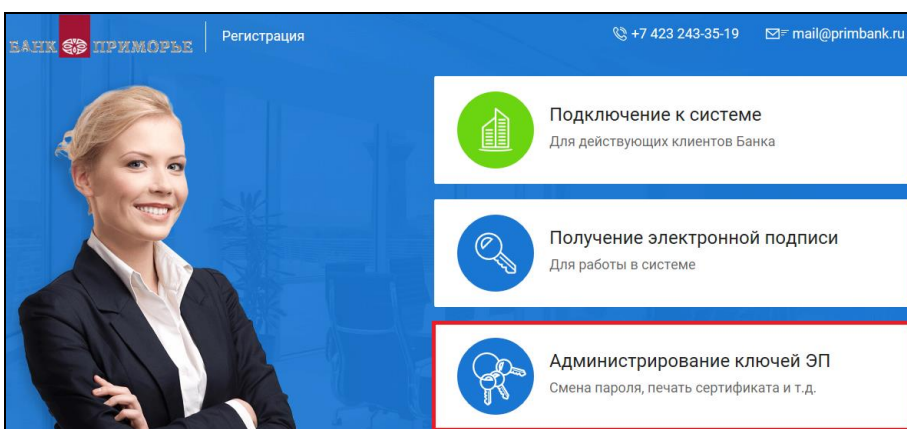 БАНК ПРИМОРЬЕ
Регистрация
+7 423 243-35-19
mail@primbank.ru
Подключение к системе
Для действующих клиентов Банка
Получение электронной подписи
Для работы в системе
Администрирование ключей ЭП
Смена пароля, печать сертификата и т.д.